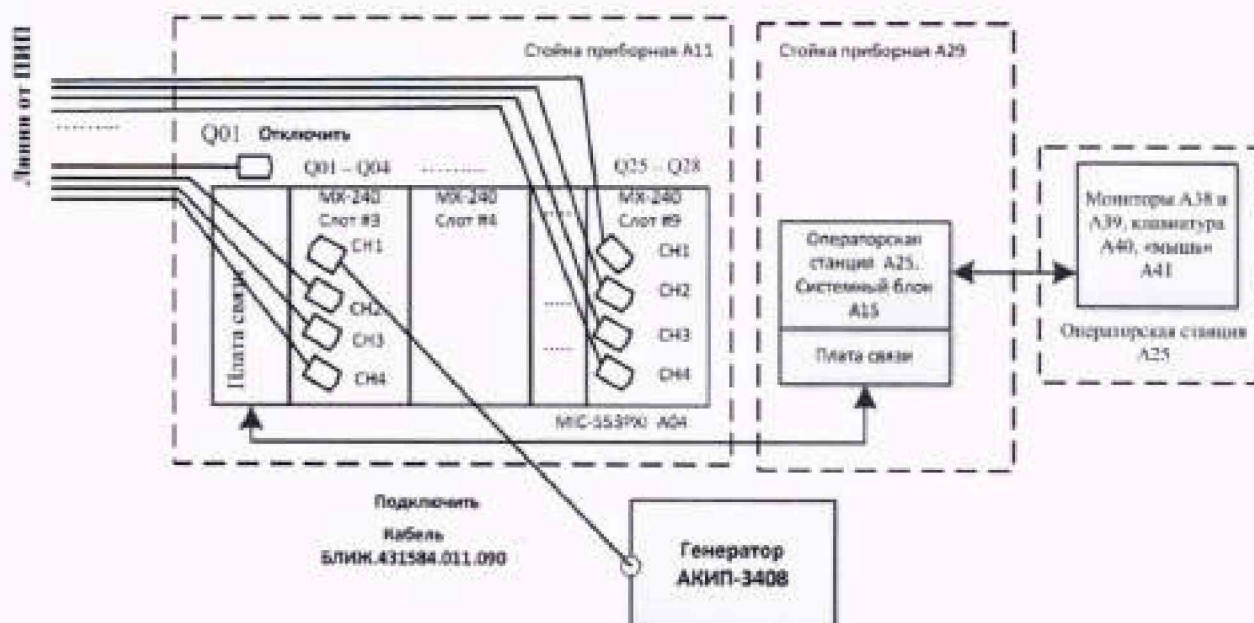 Линии от ПИП
Стойка приборная А11
Стойка приборная А29
Q01 Отключить
Q01 – Q04
Q25 – Q28
МХ-240
Слот #3
МХ-240
Слот #4
МХ-240
Слот #9
Плата связи
CH1
CH2
CH3
CH4
CH1
CH2
CH3
CH4
MIC-553PXI A04
Операторская
станция А25.
Системный блок
А15
Плата связи
Мониторы А38 и
А39, клавиатура
А40, «мышь»
А41
Операторская станция
А25
Подключить
Кабель
БЛИЖ.431584.011.090
Генератор
АКИП-3408